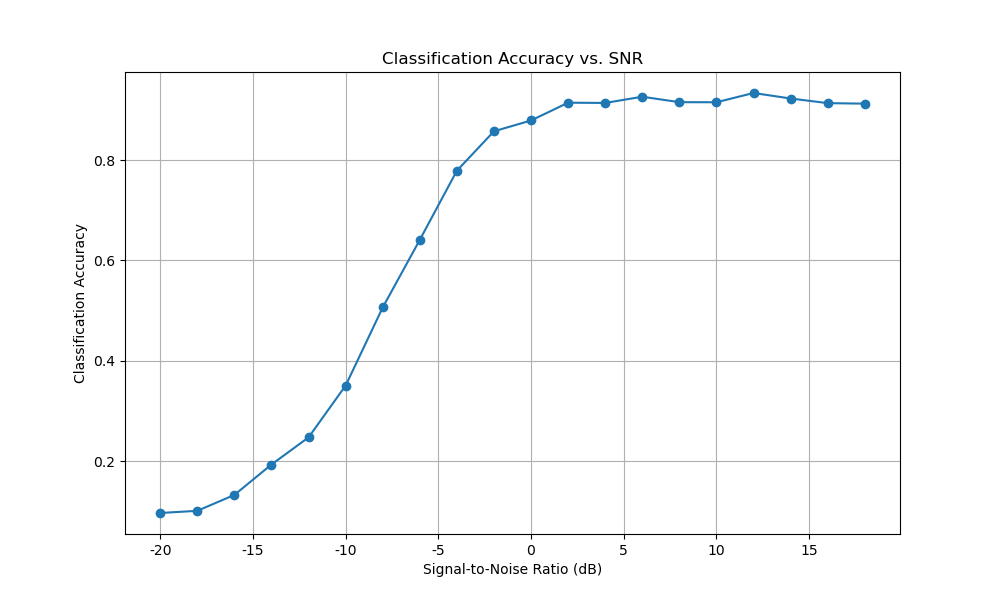 Classification Accuracy vs. SNR
Classification Accuracy
0.8
0.6
0.4
0.2
-20 -15 -10 -5 0 5 10 15
Signal-to-Noise Ratio (dB)